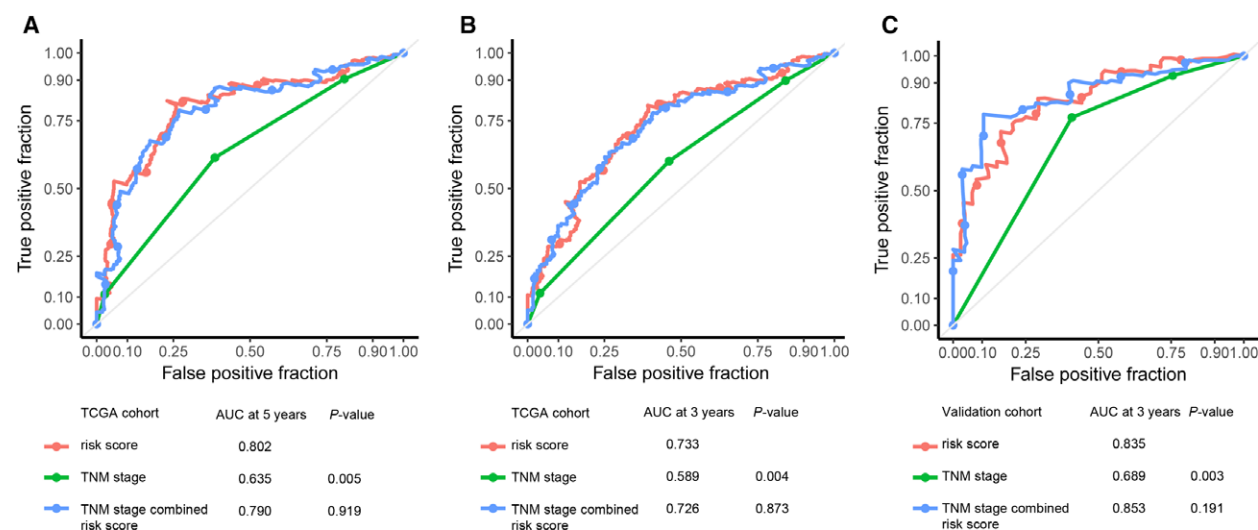 A
True positive fraction
1.00
0.90
0.75
0.50
0.25
0.10
0.00
0.00 0.10 0.25 0.50 0.75 0.90 1.00
False positive fraction
TCGA cohort AUC at 5 years P-value
risk score 0.802
TNM stage 0.635 0.005
TNM stage combined 0.790 0.919
risk score
B
True positive fraction
1.00
0.90
0.75
0.50
0.25
0.10
0.00
0.00 0.10 0.25 0.50 0.75 0.90 1.00
False positive fraction
TCGA cohort AUC at 3 years P-value
risk score 0.733
TNM stage 0.589 0.004
TNM stage combined 0.726 0.873
risk score
C
True positive fraction
1.00
0.90
0.75
0.50
0.25
0.10
0.00
0.00 0.10 0.25 0.50 0.75 0.90 1.00
False positive fraction
Validation cohort AUC at 3 years P-value
risk score 0.835
TNM stage 0.689 0.003
TNM stage combined 0.853 0.191
risk score